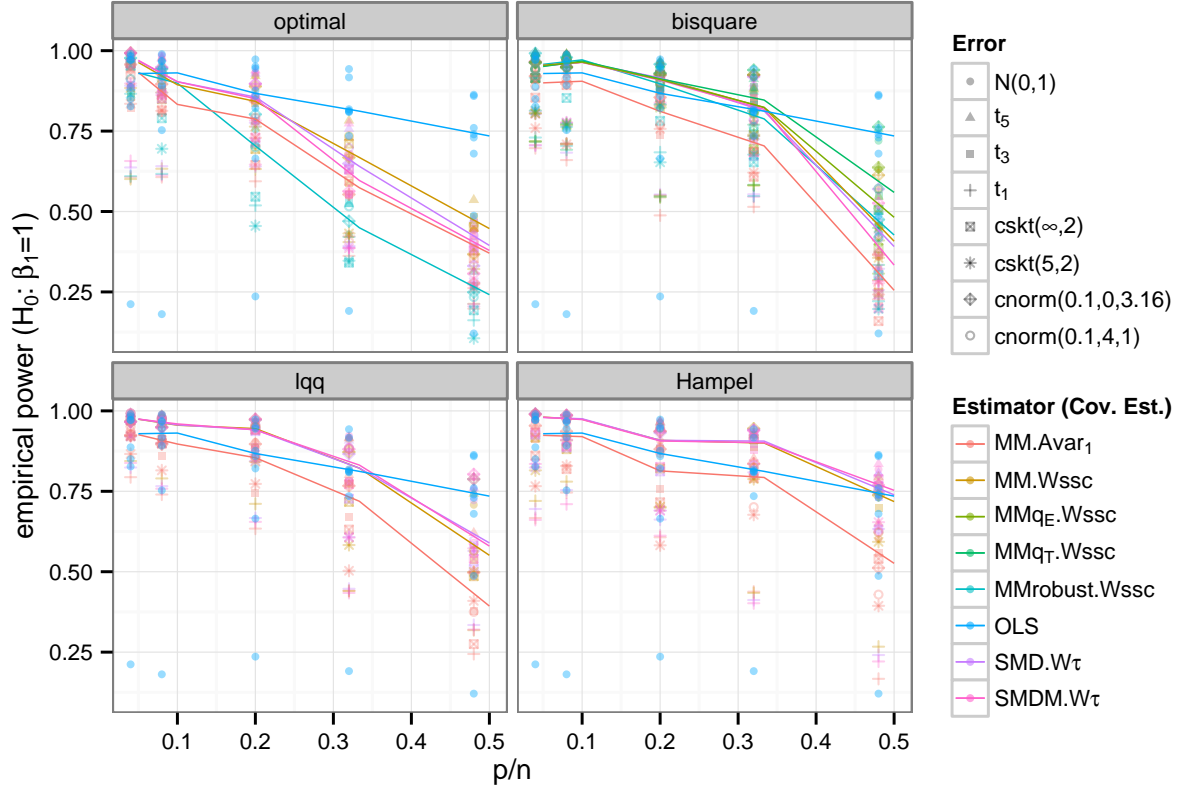 optimal
bisquare
1.00
0.75
0.50
0.25
lqq
Hampel
1.00
0.75
0.50
0.25
0.1
0.2
0.3
0.4
0.5
0.1
0.2
0.3
0.4
0.5
p/n
empirical power (H₀: β₁=1)
Error
N(0,1)
t₅
t₃
t₁
cskt(∞,2)
cskt(5,2)
cnorm(0.1,0,3.16)
cnorm(0.1,4,1)
Estimator (Cov. Est.)
MM.Avar₁
MM.Wssc
MMqE.Wssc
MMqT.Wssc
MMrobust.Wssc
OLS
SMD.Wτ
SMDM.Wτ